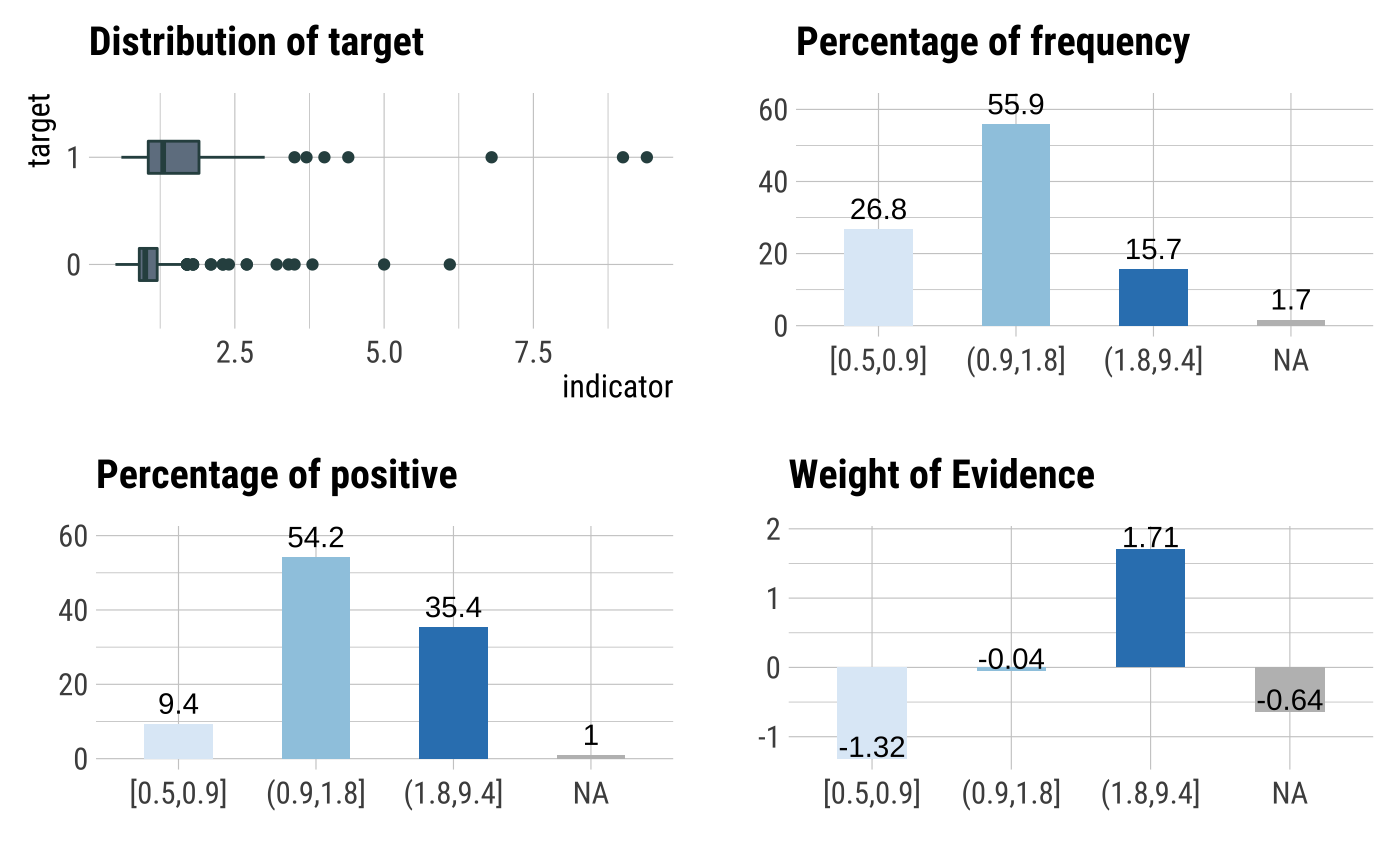 Distribution of target
target
1
0
2.5 5.0 7.5
indicator
Percentage of frequency
60
40
20
0
55.9
26.8
15.7
1.7
[0.5,0.9] (0.9,1.8] (1.8,9.4] NA
Percentage of positive
60
40
20
0
54.2
35.4
9.4
1
[0.5,0.9] (0.9,1.8] (1.8,9.4] NA
Weight of Evidence
2
1
0
-1
1.71
-0.04
-0.64
-1.32
[0.5,0.9] (0.9,1.8] (1.8,9.4] NA